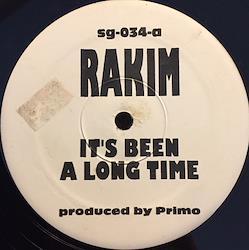 sg-034-a
RAKIM
IT'S BEEN
A LONG TIME
produced by Primo